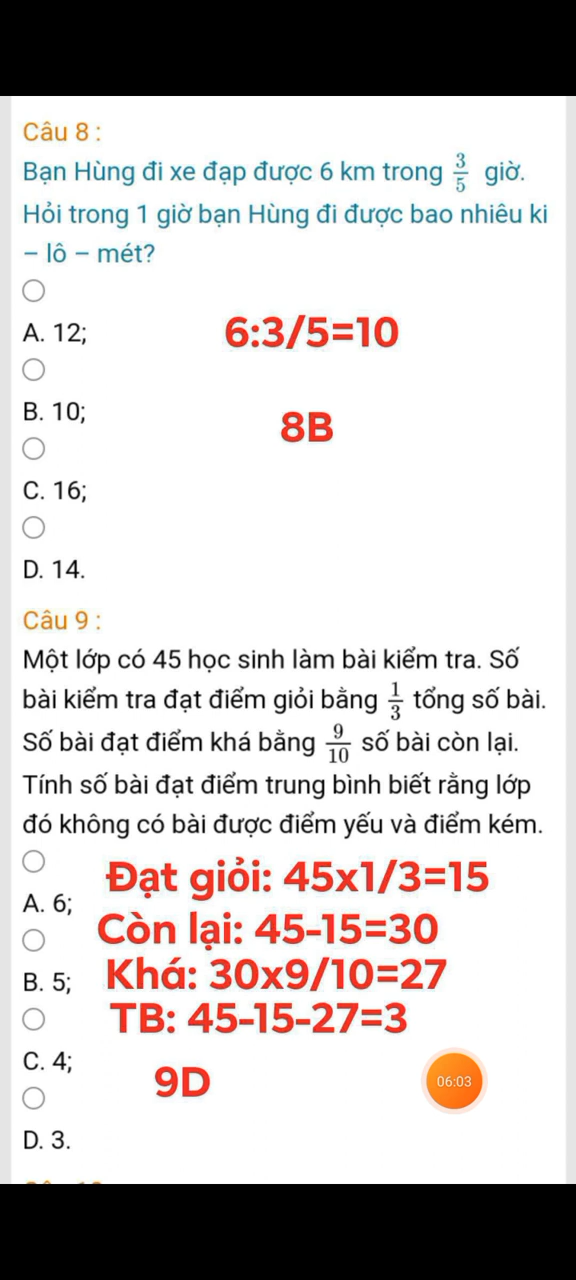 Câu 8 :
Bạn Hùng đi xe đạp được 6 km trong 3/5 giờ.
Hỏi trong 1 giờ bạn Hùng đi được bao nhiêu ki
– lô – mét?
A. 12;
6:3/5=10
B. 10;
8B
C. 16;
D. 14.
Câu 9 :
Một lớp có 45 học sinh làm bài kiểm tra. Số
bài kiểm tra đạt điểm giỏi bằng 1/3 tổng số bài.
Số bài đạt điểm khá bằng 9/10 số bài còn lại.
Tính số bài đạt điểm trung bình biết rằng lớp
đó không có bài được điểm yếu và điểm kém.
Đạt giỏi: 45x1/3=15
A. 6;
Còn lại: 45-15=30
B. 5;
Khá: 30x9/10=27
TB: 45-15-27=3
C. 4;
9D
06:03
D. 3.